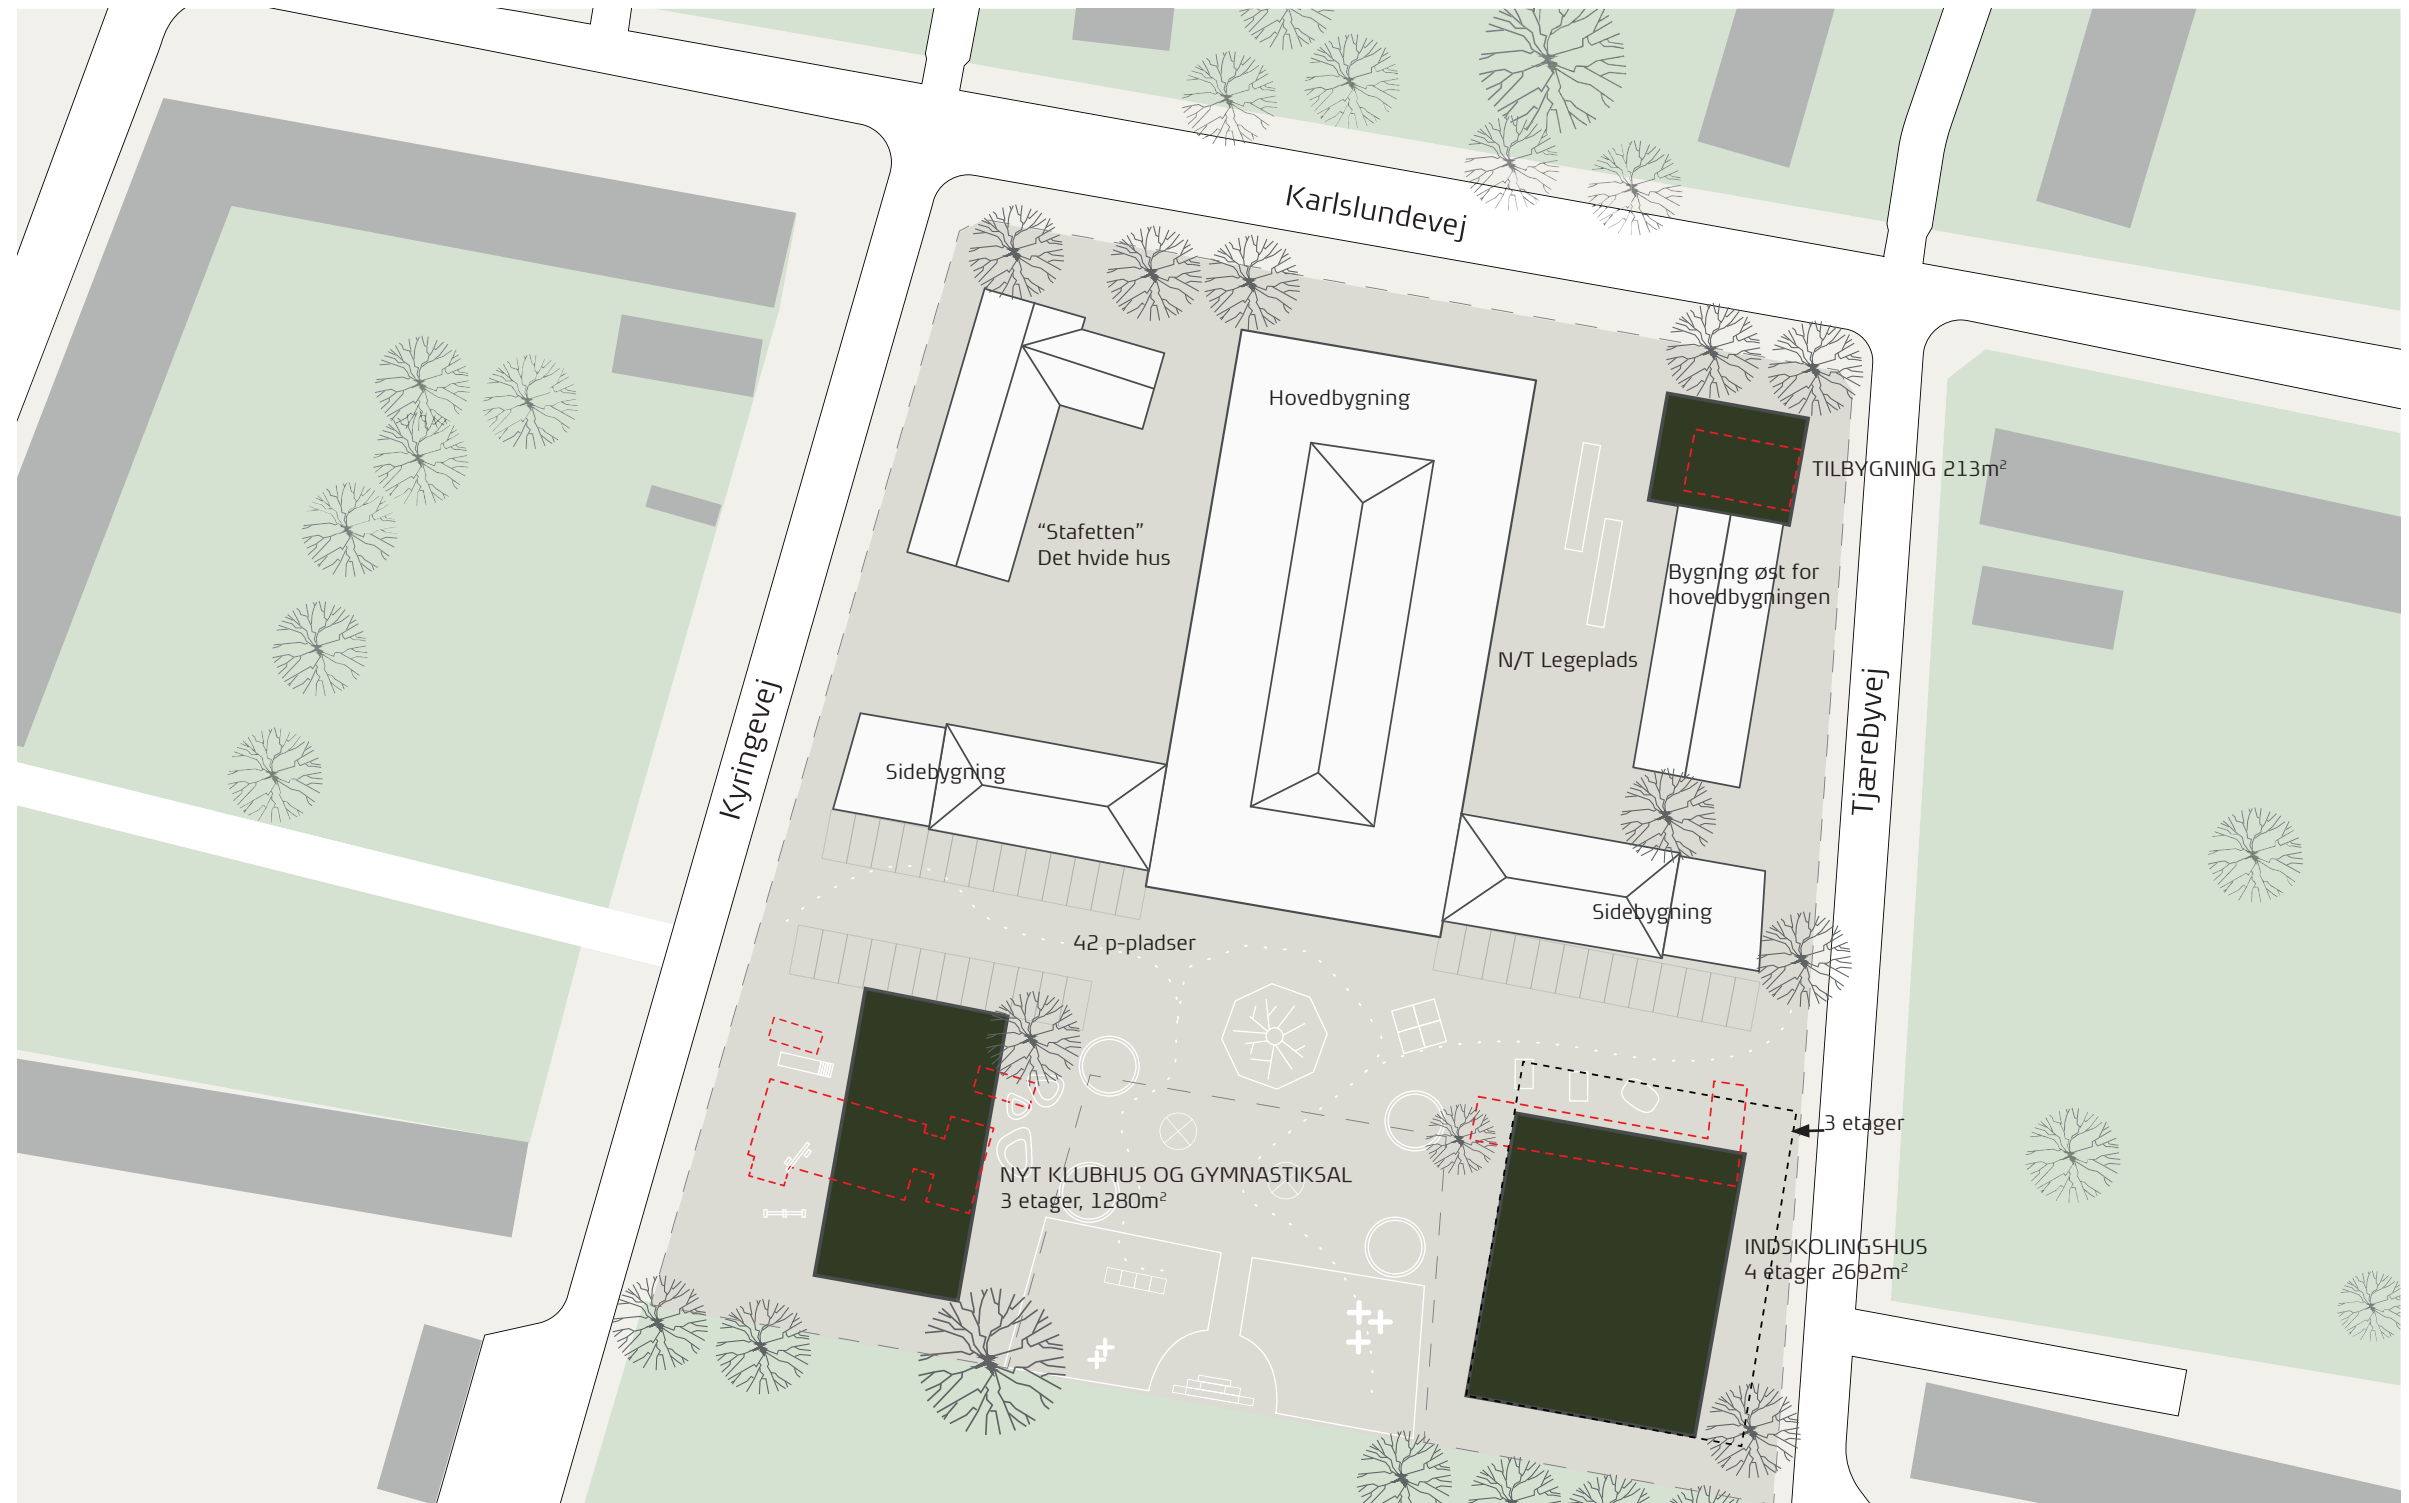 Karlslundevej
Hovedbygning
TILBYGNING 213m²
“Stafetten”
Det hvide hus
Bygning øst for
hovedbygningen
N/T Legeplads
Kyringevej
Tjærebyvej
Sidebygning
Sidebygning
42 p-pladser
3 etager
NYT KLUBHUS OG GYMNASTIKSAL
3 etager, 1280m²
INDSKOLINGSHUS
4 etager 2692m²